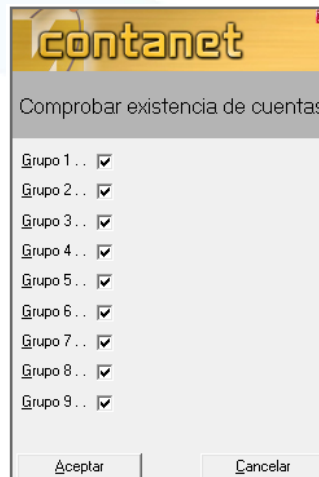 contanet
Comprobar existencia de cuentas
Grupo 1 . .
Grupo 2 . .
Grupo 3 . .
Grupo 4 . .
Grupo 5 . .
Grupo 6 . .
Grupo 7 . .
Grupo 8 . .
Grupo 9 . .
Aceptar
Cancelar